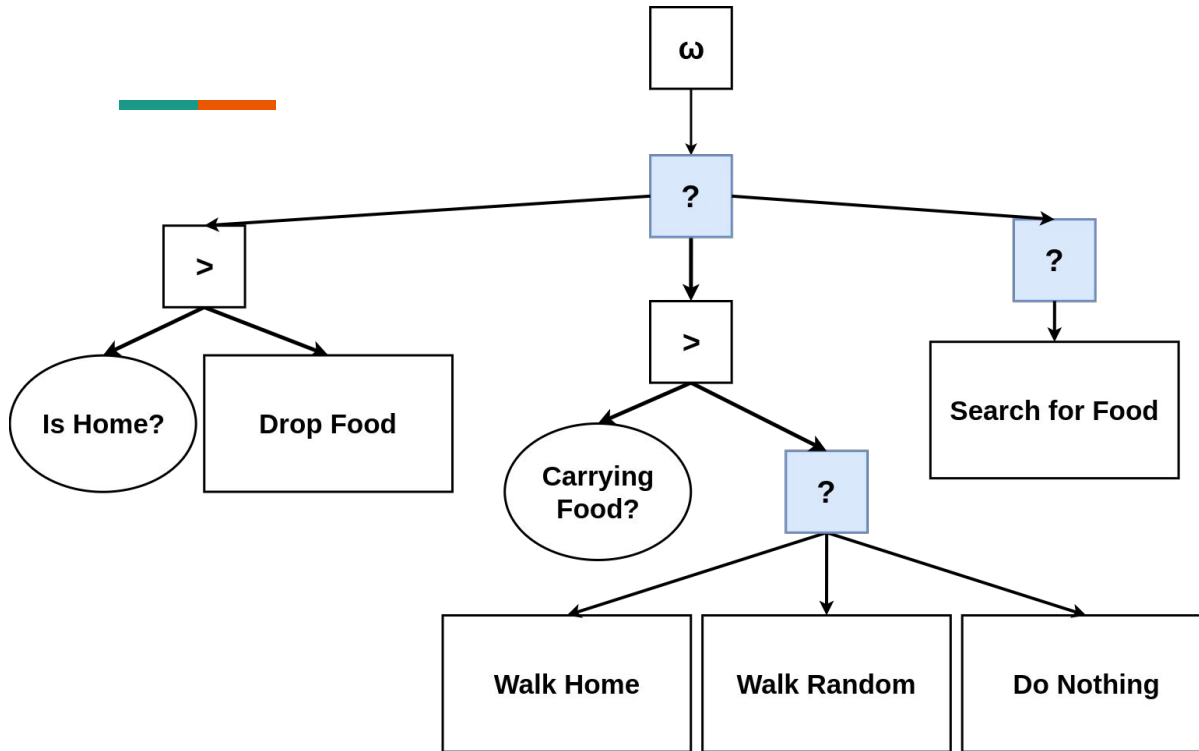 ω
?
>
?
Is Home?
Drop Food
>
Search for Food
Carrying
Food?
?
Walk Home
Walk Random
Do Nothing